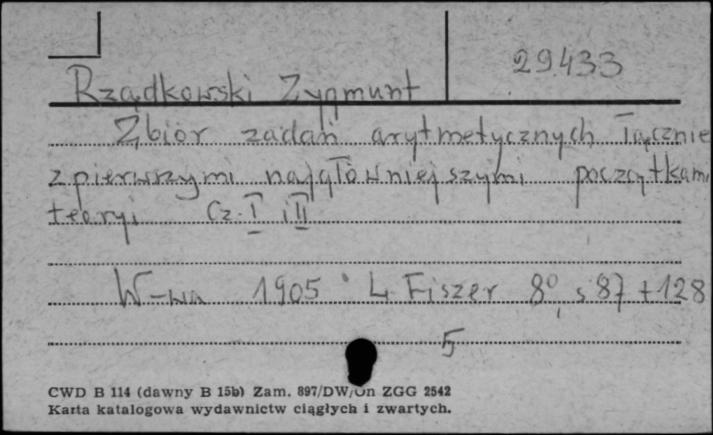 29433
Rządkowski Zygmunt
Zbiór zadań arytmetycznych łącznie
z pierwszymi najgłówniejszymi początkami
teoryi Cz. I i II
W-wa 1905 L. Fiszer 8°, s 87 + 128
5
CWD B 114 (dawny B 15b) Zam. 897/DW/Un ZGG 2542
Karta katalogowa wydawnictw ciągłych i zwartych.